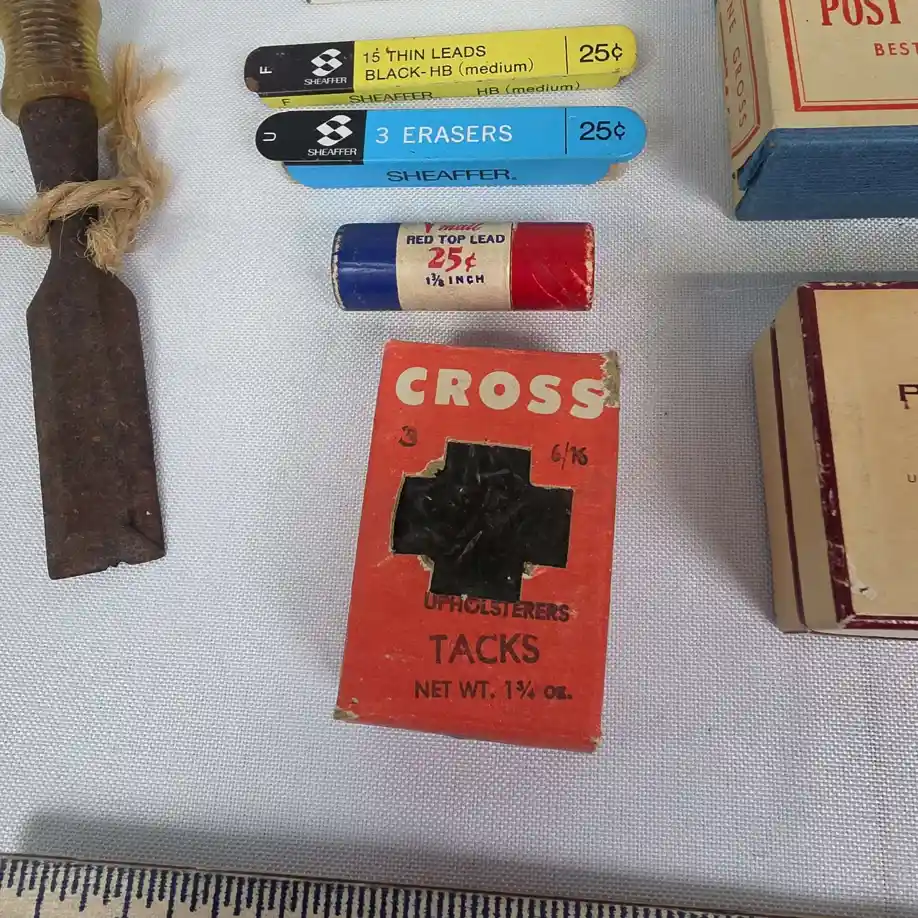 F
SHEAFFER
15 THIN LEADS
BLACK-HB (medium)
25¢
F SHEAFFER HB (medium)
U
SHEAFFER
3 ERASERS
25¢
SHEAFFER.
RED TOP LEAD
25¢
1⅜ INCH
POST
BEST
GROSS
CROSS
3 6/16
UPHOLSTERERS
TACKS
NET WT. 1¾ oz.